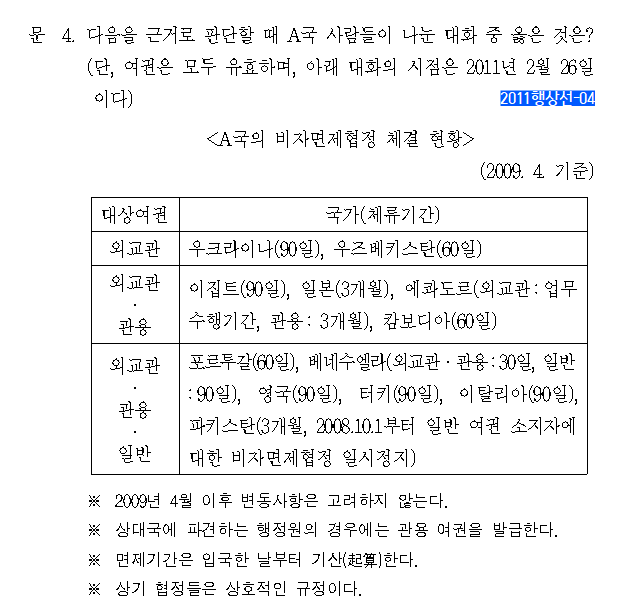 문 4. 다음을 근거로 판단할 때 A국 사람들이 나눈 대화 중 옳은 것은?
(단, 여권은 모두 유효하며, 아래 대화의 시점은 2011년 2월 26일
이다) 2011행상선-04
<A국의 비자면제협정 체결 현황>
(2009. 4. 기준)
대상여권 국가(체류기간)
외교관 우크라이나(90일), 우즈베키스탄(60일)
외교관 이집트(90일), 일본(3개월), 에콰도르(외교관 : 업무
·
관용 수행기간, 관용 : 3개월), 캄보디아(60일)
외교관 포르투갈(60일), 베네수엘라(외교관 · 관용 : 30일, 일반
· : 90일), 영국(90일), 터키(90일), 이탈리아(90일),
관용
· 파키스탄(3개월, 2008.10.1부터 일반 여권 소지자에
일반 대한 비자면제협정 일시정지)
※ 2009년 4월 이후 변동사항은 고려하지 않는다.
※ 상대국에 파견하는 행정원의 경우에는 관용 여권을 발급한다.
※ 면제기간은 입국한 날부터 기산(起算)한다.
※ 상기 협정들은 상호적인 규정이다.